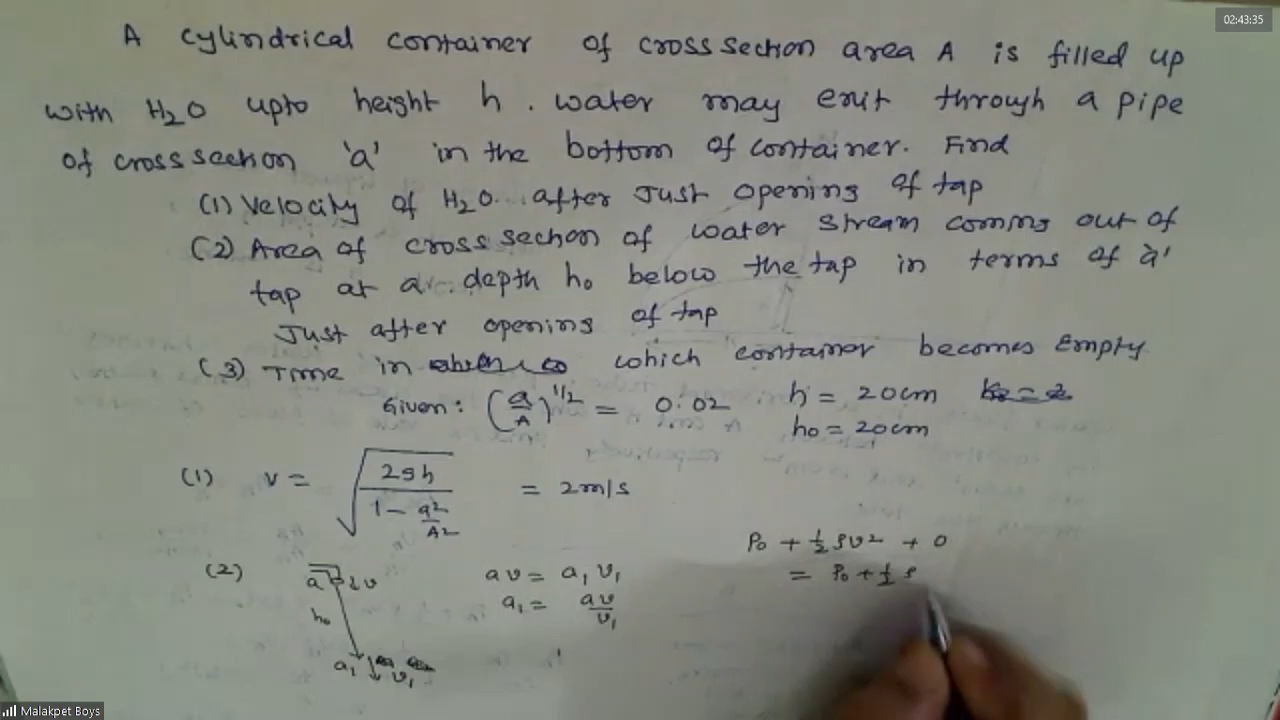 02:43:35
A cylindrical container of cross section area A is filled up
with H2O upto height h . water may exit through a pipe
of cross section 'a' in the bottom of container. Find
(1) Velocity of H2O after Just opening of tap
(2) Area of cross section of water stream coming out of
tap at a depth h0 below the tap in terms of 'a'
Just after opening of tap
(3) Time in which container becomes Empty
Given: (a/A)^1/2 = 0.02 h = 20cm
h0 = 20cm
(1) v = √(2gh / (1 - a²/A²)) = 2m/s
P0 + ½ρv² + 0
= P0 + ½ρ
(2) a v av = a1v1
h0 a1 = av/v1
a1 v1
Malakpet Boys